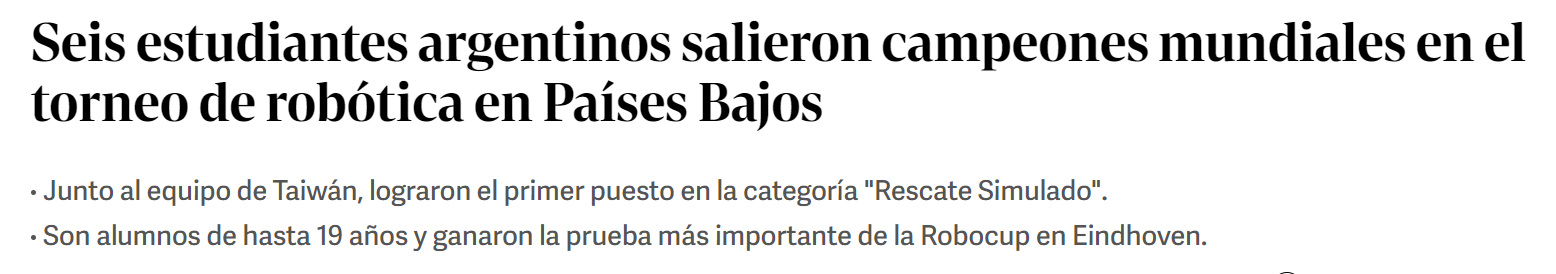 Seis estudiantes argentinos salieron campeones mundiales en el
torneo de robótica en Países Bajos
· Junto al equipo de Taiwán, lograron el primer puesto en la categoría "Rescate Simulado".
· Son alumnos de hasta 19 años y ganaron la prueba más importante de la Robocup en Eindhoven.